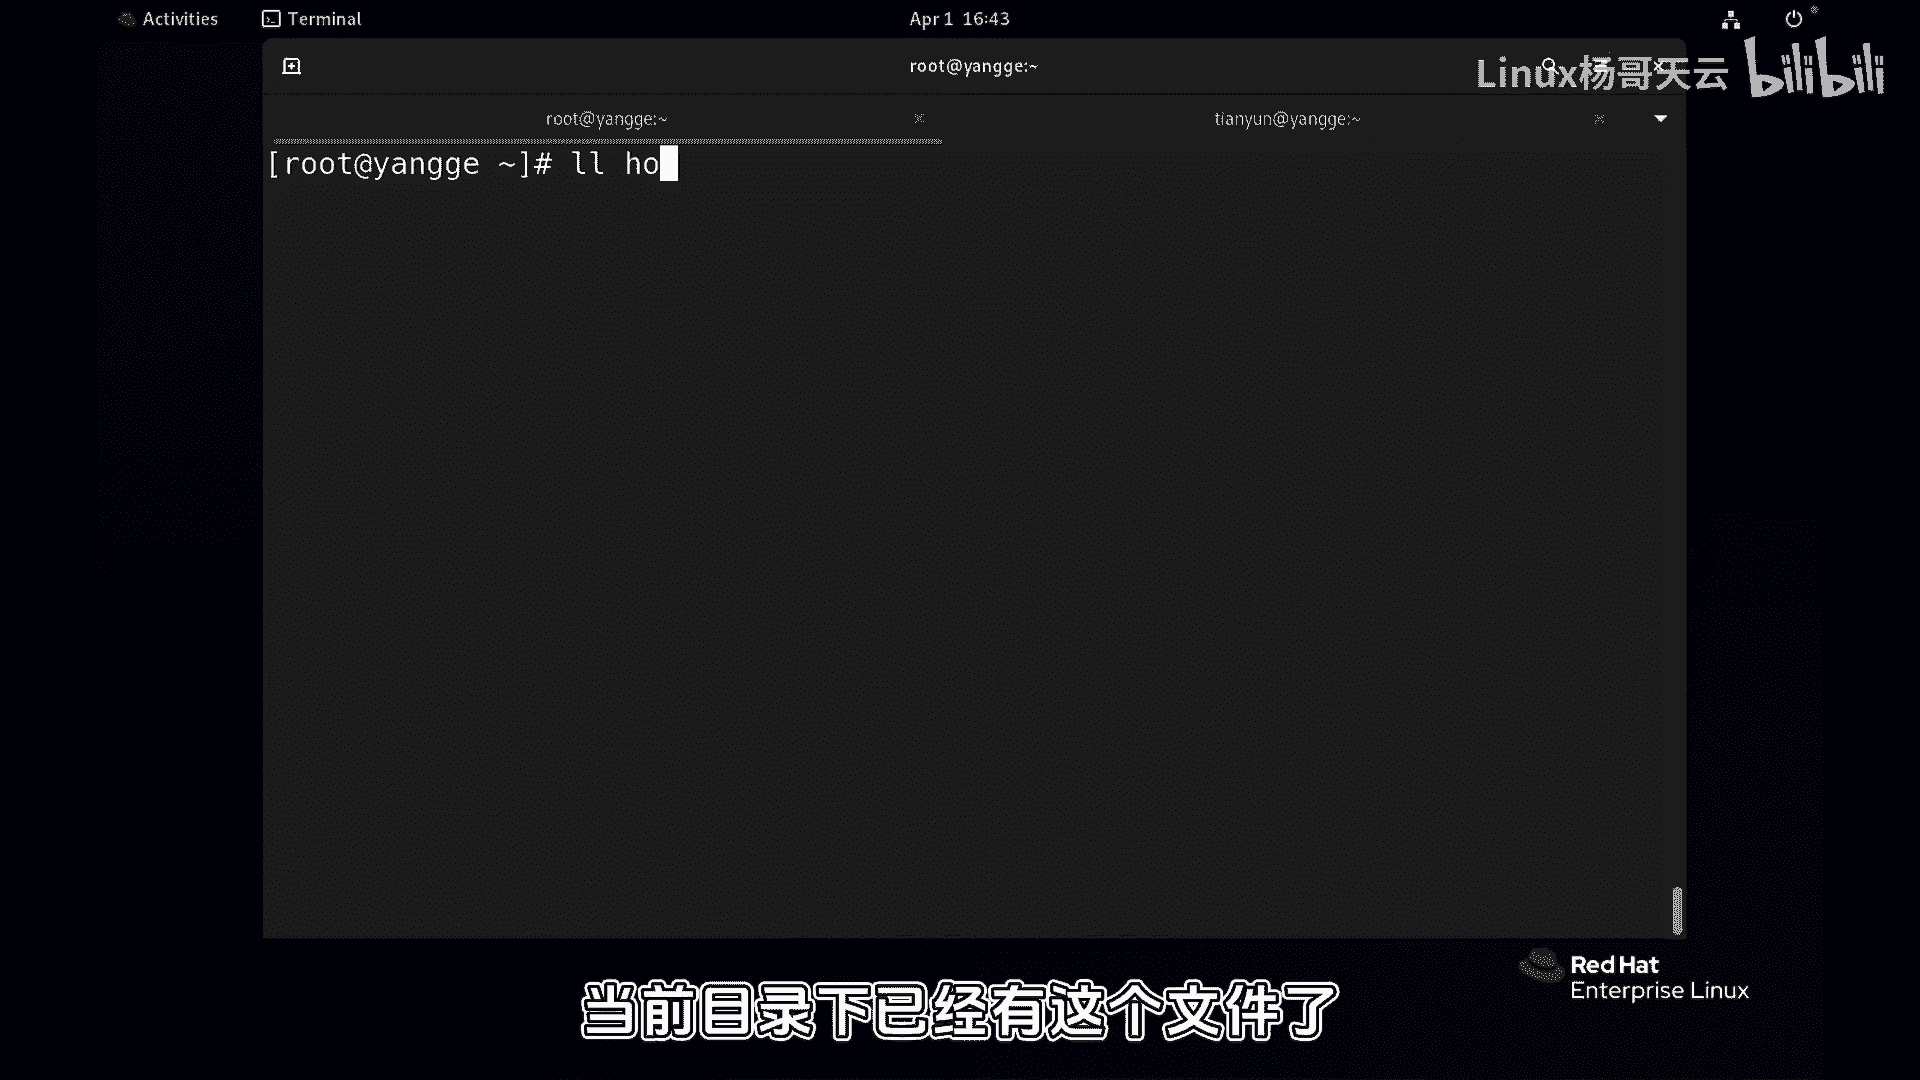 Activities
Terminal
Apr 1 16:43
root@yangge:~
Linux杨哥天云 bilibili
root@yangge:~
tianyun@yangge:~
[root@yangge ~]# ll ho
Red Hat
Enterprise Linux
当前目录下已经有这个文件了